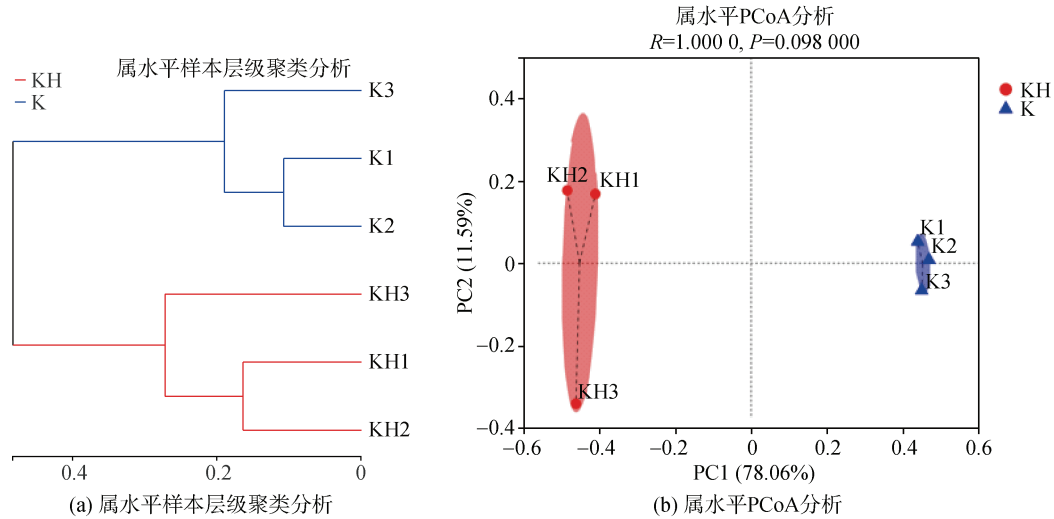 属水平样本层级聚类分析
KH
K
K3
K1
K2
KH3
KH1
KH2
0.4
0.2
0
(a) 属水平样本层级聚类分析
属水平PCoA分析
R=1.000 0, P=0.098 000
KH
K
0.4
0.2
0
−0.2
−0.4
PC2 (11.59%)
KH2
KH1
KH3
K1
K2
K3
−0.6
−0.4
−0.2
0
0.2
0.4
0.6
PC1 (78.06%)
(b) 属水平PCoA分析